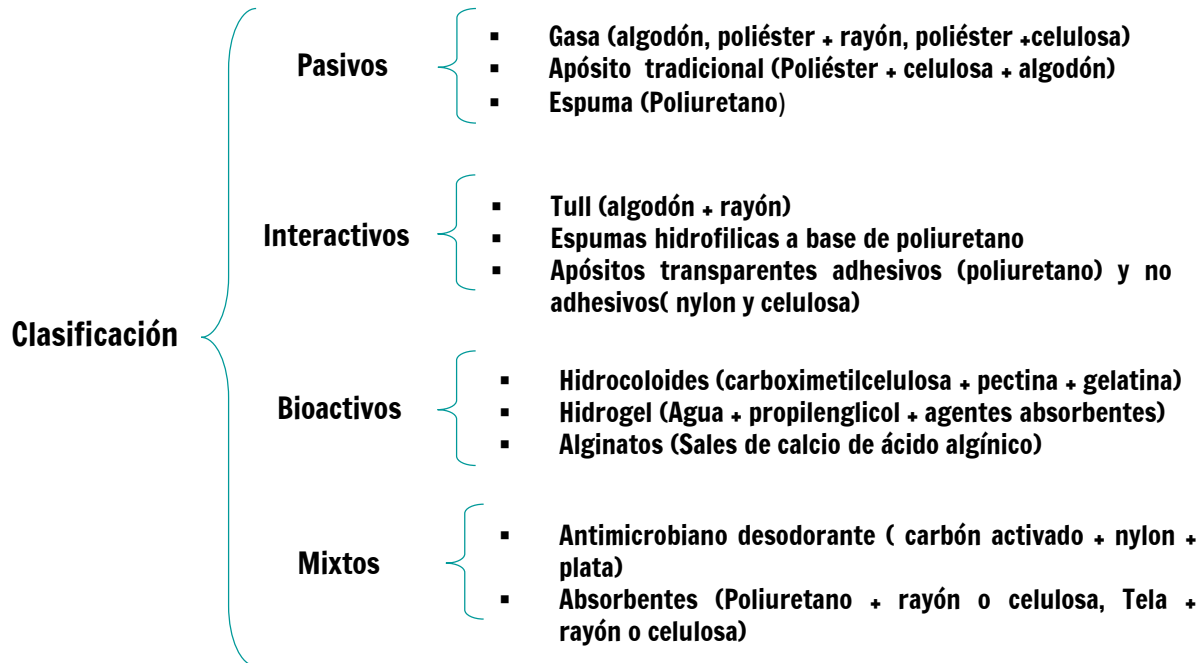 Clasificación
Pasivos
▪ Gasa (algodón, poliéster + rayón, poliéster +celulosa)
▪ Apósito tradicional (Poliéster + celulosa + algodón)
▪ Espuma (Poliuretano)
Interactivos
▪ Tull (algodón + rayón)
▪ Espumas hidrofilicas a base de poliuretano
▪ Apósitos transparentes adhesivos (poliuretano) y no
adhesivos( nylon y celulosa)
Bioactivos
▪ Hidrocoloides (carboximetilcelulosa + pectina + gelatina)
▪ Hidrogel (Agua + propilenglicol + agentes absorbentes)
▪ Alginatos (Sales de calcio de ácido algínico)
Mixtos
▪ Antimicrobiano desodorante ( carbón activado + nylon +
plata)
▪ Absorbentes (Poliuretano + rayón o celulosa, Tela +
rayón o celulosa)